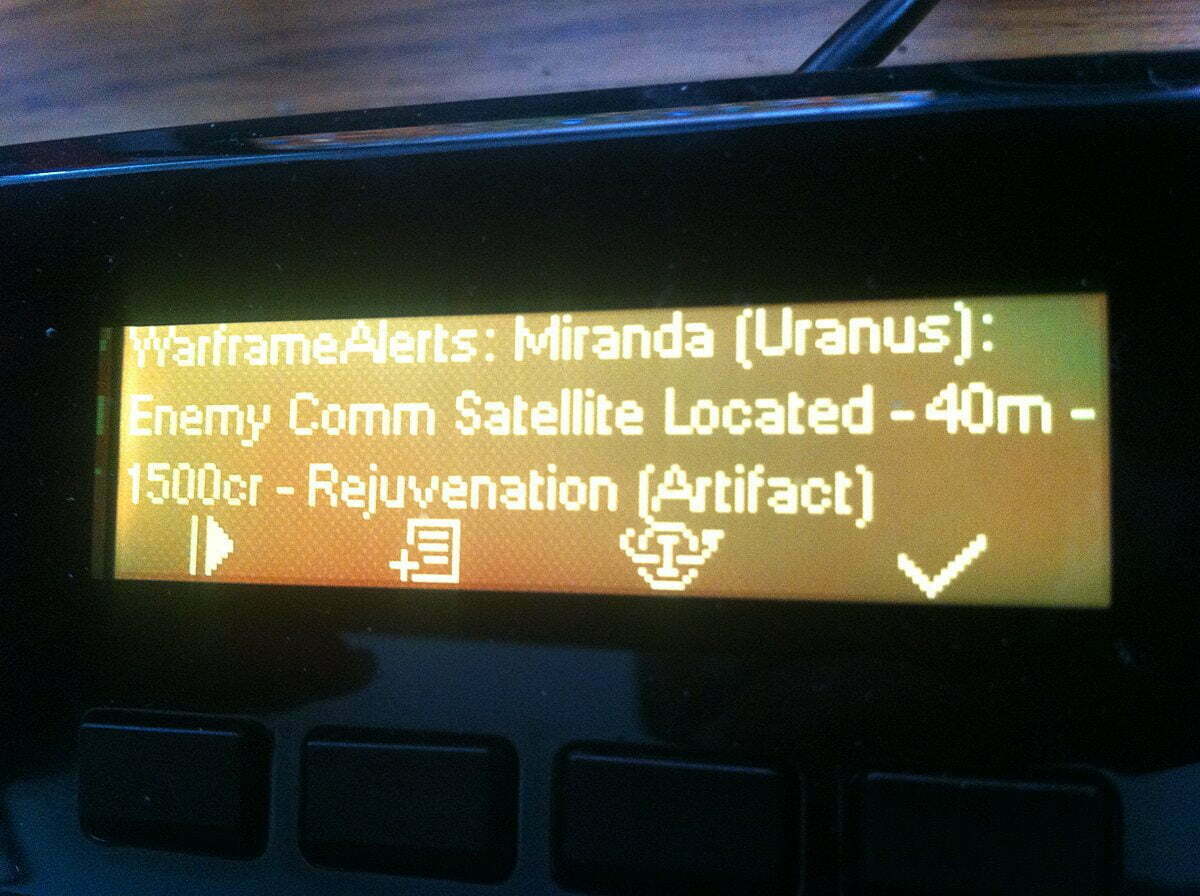 WarframeAlerts: Miranda (Uranus):
Enemy Comm Satellite Located - 40m -
1500cr - Rejuvenation (Artifact)